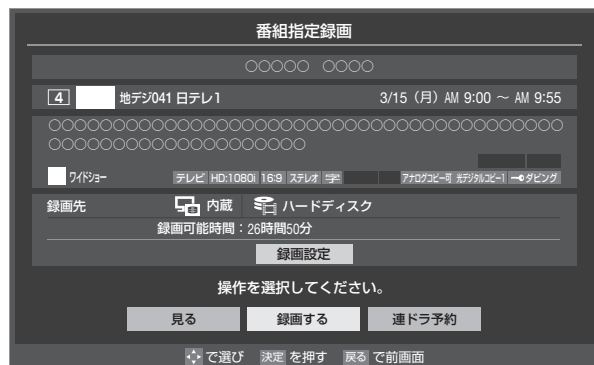 番組指定録画
○○○○○ ○○○○
4 地デジ041 日テレ1 3/15（月）AM 9:00 ～ AM 9:55
○○○○○○○○○○○○○○○○○○○○○○○○○○○○○○○○○○○○○○○○
○○○○○○○○○○○○○○○○○○○○
ワイドショー テレビ HD:1080i 16:9 ステレオ 字 アナログコピー可 光デジタルコピー1 ダビング
録画先 内蔵 ハードディスク
録画可能時間：26時間50分
録画設定
操作を選択してください。
見る 録画する 連ドラ予約
で選び 決定 を押す 戻る で前画面